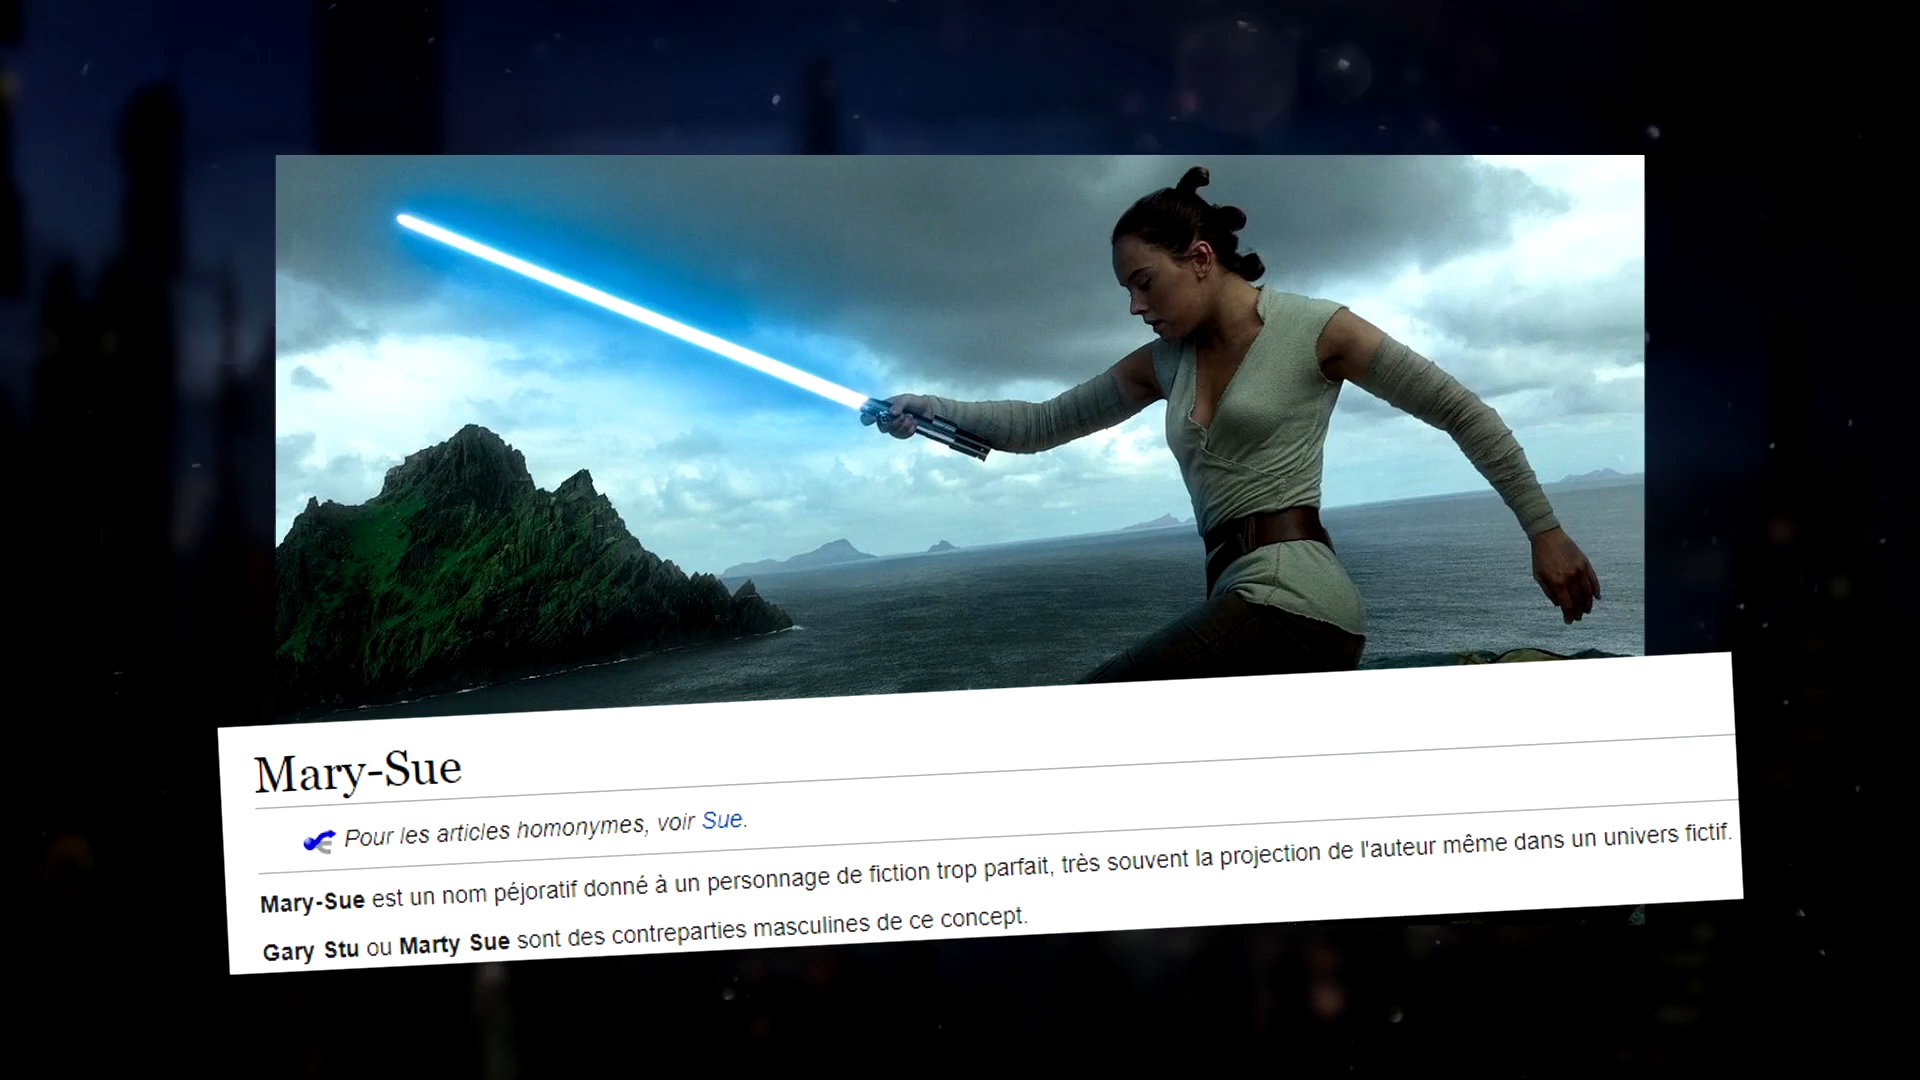 Mary-Sue
Pour les articles homonymes, voir Sue.
Mary-Sue est un nom péjoratif donné à un personnage de fiction trop parfait, très souvent la projection de l'auteur même dans un univers fictif.
Gary Stu ou Marty Sue sont des contreparties masculines de ce concept.